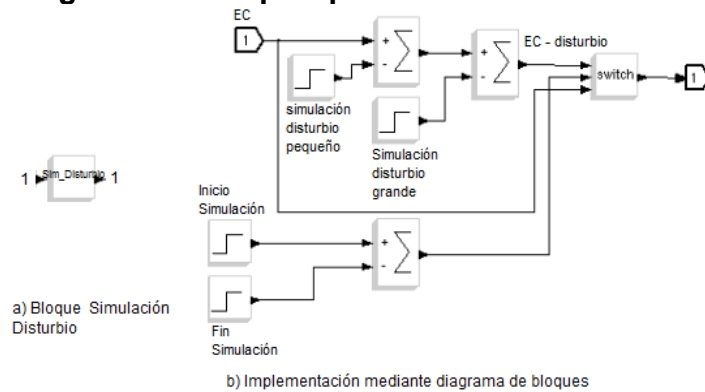 EC
1
+
-
+
-
EC - disturbio
switch
1
simulación
disturbio
pequeño
Simulación
disturbio
grande
1
Sim_Disturbio
1
Inicio
Simulación
+
-
Fin
Simulación
a) Bloque Simulación
Disturbio
b) Implementación mediante diagrama de bloques